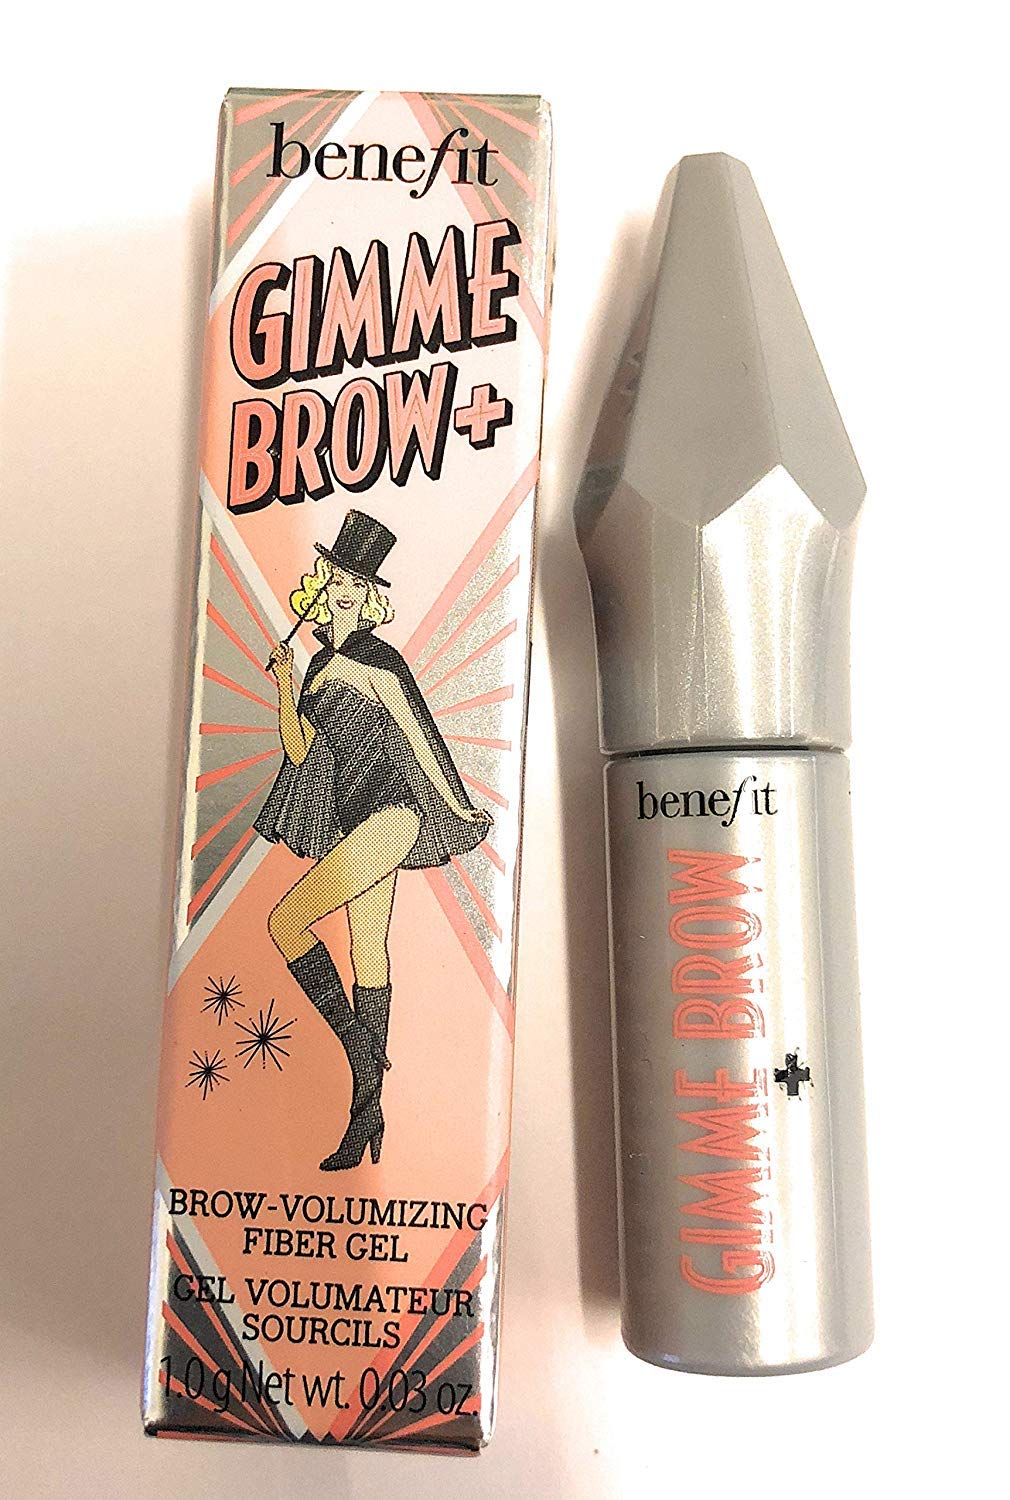 benefit
GIMME
BROW+
BROW-VOLUMIZING
FIBER GEL
GEL VOLUMATEUR
SOURCILS
1.0 g Net wt. 0.03 oz.
benefit
GIMME BROW
+